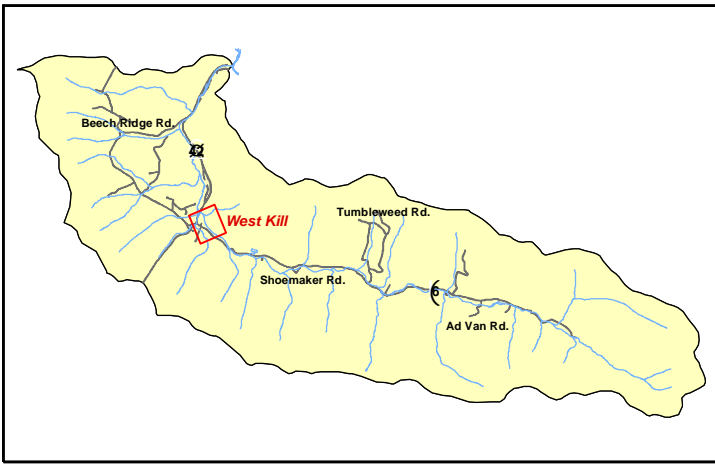 Beech Ridge Rd.
42
West Kill
Tumbleweed Rd.
Shoemaker Rd.
6
Ad Van Rd.